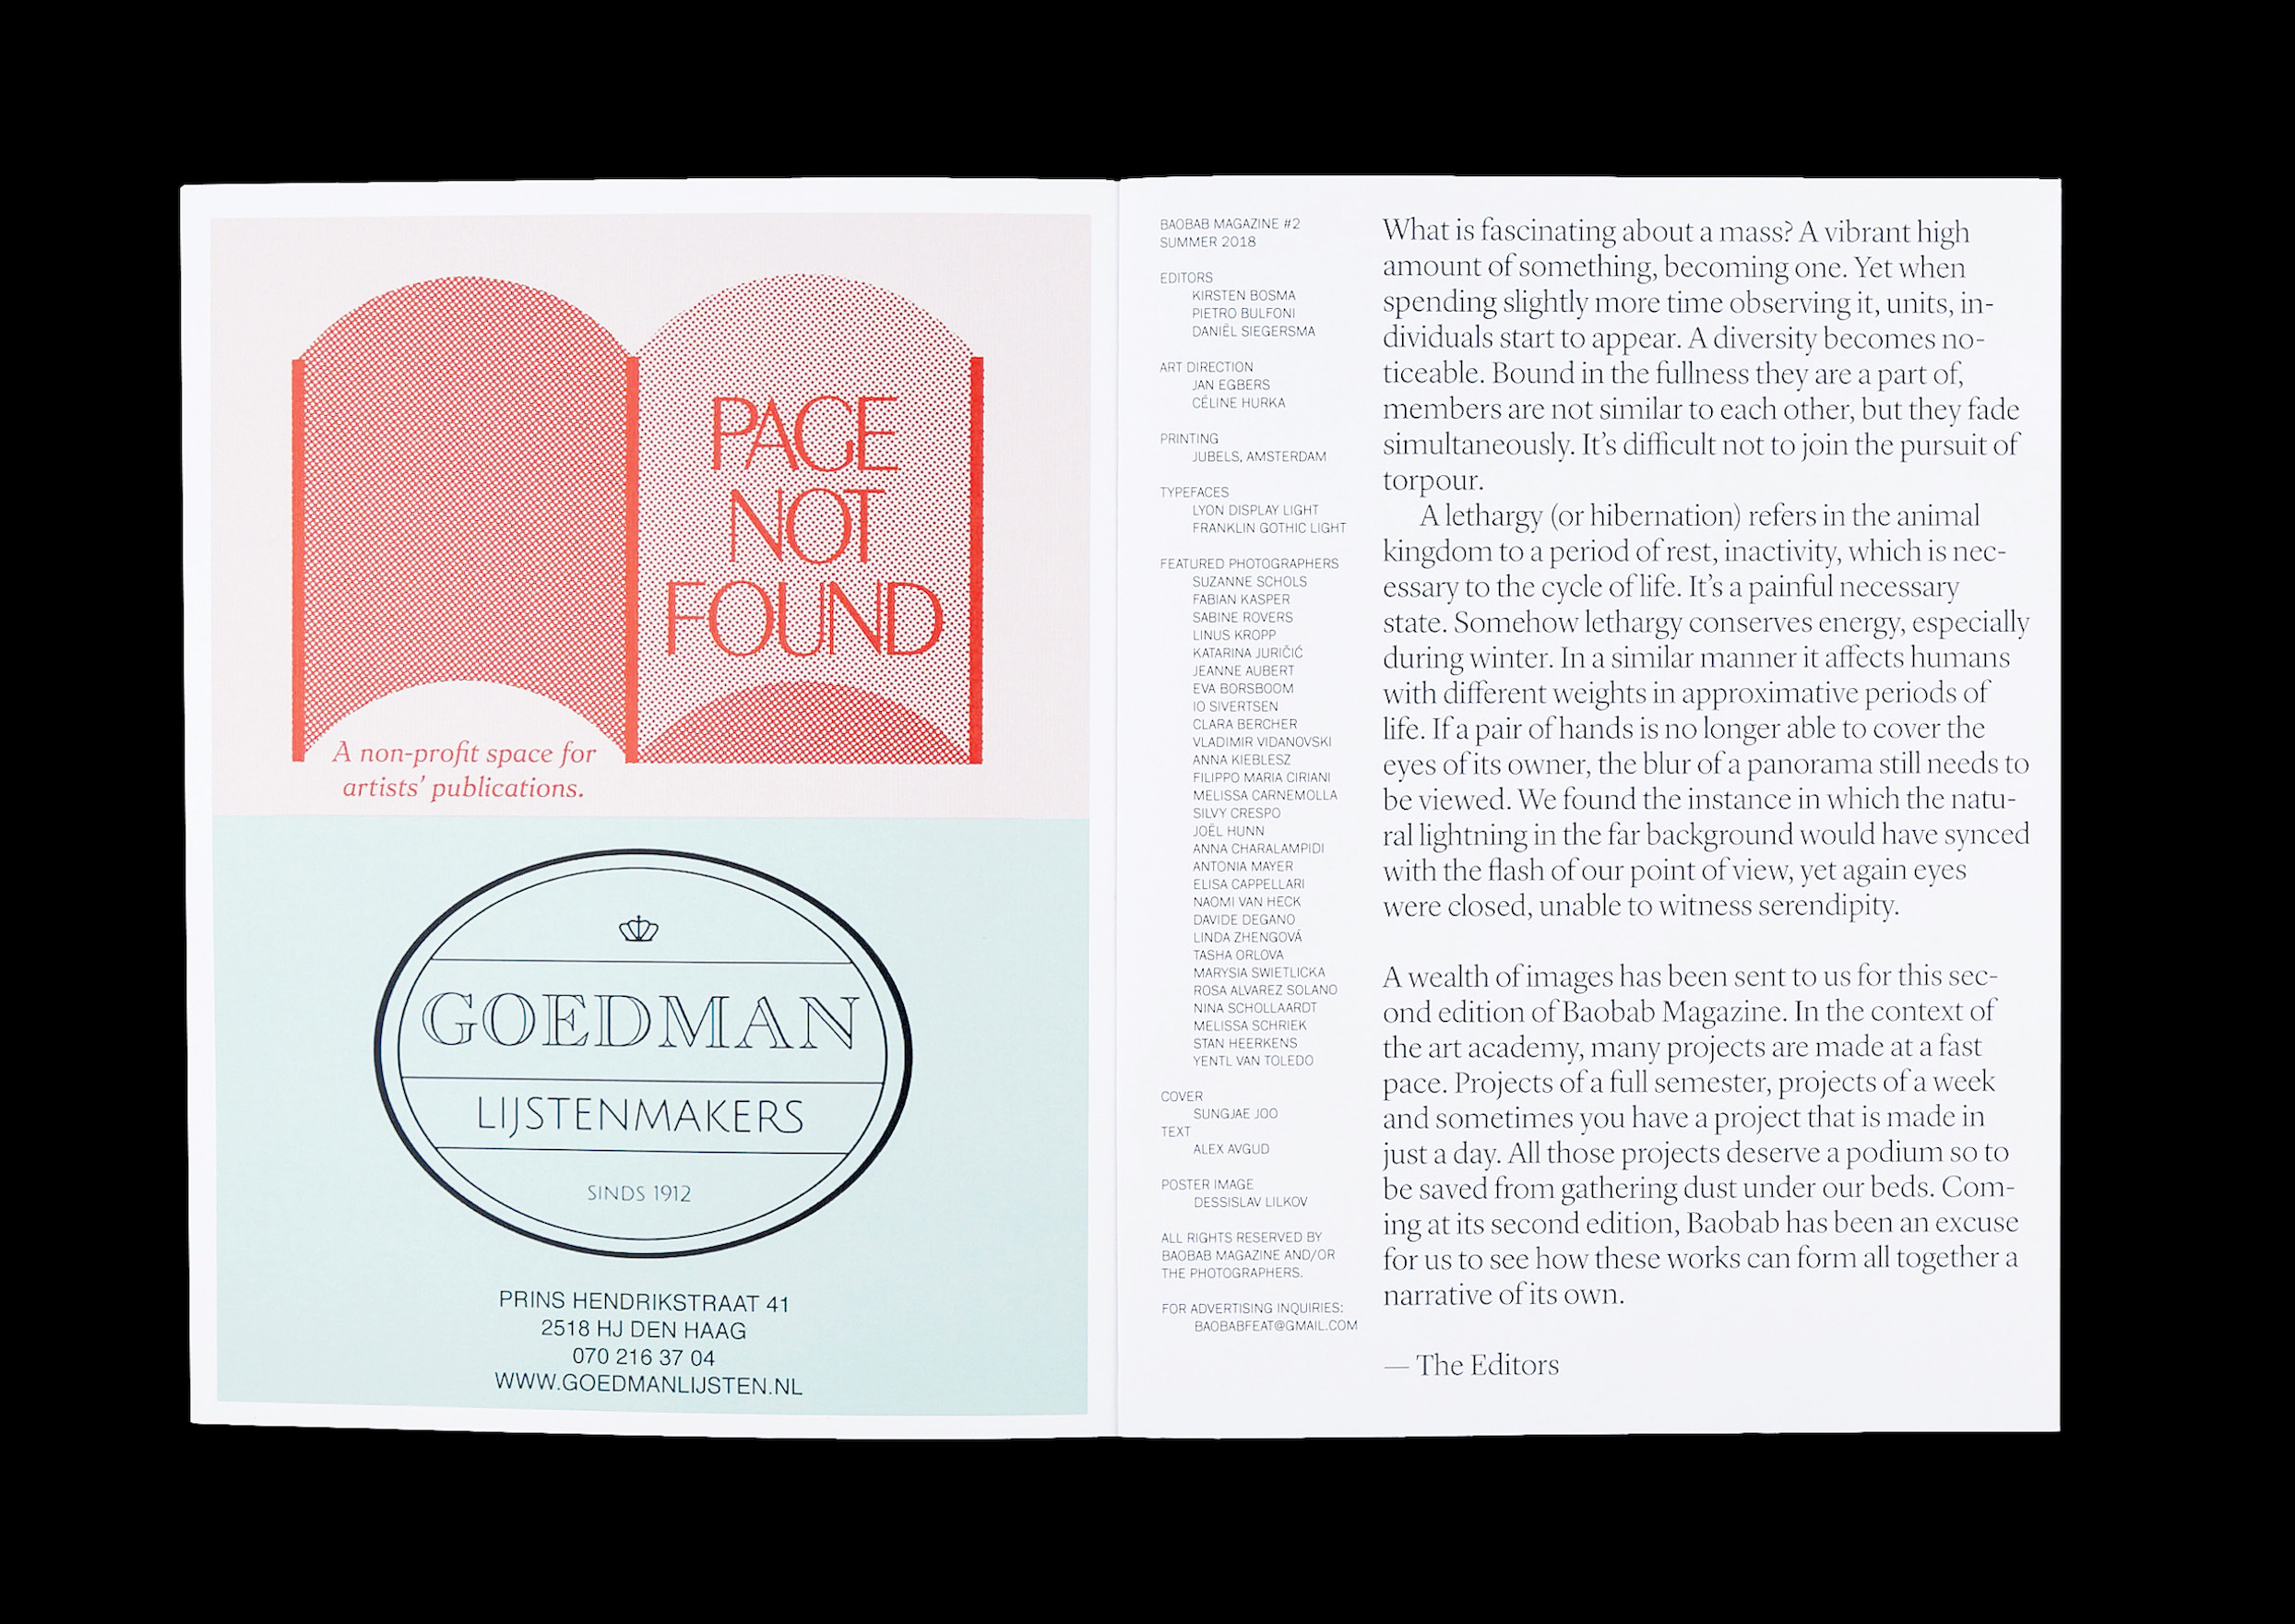 PAGE
NOT
FOUND
A non-profit space for
artists' publications.
GOEDMAN
LIJSTENMAKERS
SINDS 1912
PRINS HENDRIKSTRAAT 41
2518 HJ DEN HAAG
070 216 37 04
WWW.GOEDMANLIJSTEN.NL
BAOBAB MAGAZINE #2
SUMMER 2018
EDITORS
KIRSTEN BOSMA
PIETRO BULFONI
DANIËL SIEGERSMA
ART DIRECTION
JAN EGBERS
CÉLINE HURKA
PRINTING
JUBELS, AMSTERDAM
TYPEFACES
LYON DISPLAY LIGHT
FRANKLIN GOTHIC LIGHT
FEATURED PHOTOGRAPHERS
SUZANNE SCHOLS
FABIAN KASPER
SABINE ROVERS
LINUS KROPP
KATARINA JURIČIĆ
JEANNE AUBERT
EVA BORSBOOM
IO SIVERTSEN
CLARA BERCHER
VLADIMIR VIDANOVSKI
ANNA KIEBLESZ
FILIPPO MARIA CIRIANI
MELISSA CARNEMOLLA
SILVY CRESPO
JOËL HUNN
ANNA CHARALAMPIDI
ANTONIA MAYER
ELISA CAPPELLARI
NAOMI VAN HECK
DAVIDE DEGANO
LINDA ZHENGOVÁ
TASHA ORLOVA
MARYSIA SWIETLICKA
ROSA ALVAREZ SOLANO
NINA SCHOLLAARDT
MELISSA SCHRIEK
STAN HEERKENS
YENTL VAN TOLEDO
COVER
SUNGJAE JOO
TEXT
ALEX AVGUD
POSTER IMAGE
DESSISLAV LILKOV
ALL RIGHTS RESERVED BY
BAOBAB MAGAZINE AND/OR
THE PHOTOGRAPHERS.
FOR ADVERTISING INQUIRIES:
BAOBABFEAT@GMAIL.COM
What is fascinating about a mass? A vibrant high
amount of something, becoming one. Yet when
spending slightly more time observing it, units, in-
dividuals start to appear. A diversity becomes no-
ticeable. Bound in the fullness they are a part of,
members are not similar to each other, but they fade
simultaneously. It's difficult not to join the pursuit of
torpour.
A lethargy (or hibernation) refers in the animal
kingdom to a period of rest, inactivity, which is nec-
essary to the cycle of life. It's a painful necessary
state. Somehow lethargy conserves energy, especially
during winter. In a similar manner it affects humans
with different weights in approximative periods of
life. If a pair of hands is no longer able to cover the
eyes of its owner, the blur of a panorama still needs to
be viewed. We found the instance in which the natu-
ral lightning in the far background would have synced
with the flash of our point of view, yet again eyes
were closed, unable to witness serendipity.
A wealth of images has been sent to us for this sec-
ond edition of Baobab Magazine. In the context of
the art academy, many projects are made at a fast
pace. Projects of a full semester, projects of a week
and sometimes you have a project that is made in
just a day. All those projects deserve a podium so to
be saved from gathering dust under our beds. Com-
ing at its second edition, Baobab has been an excuse
for us to see how these works can form all together a
narrative of its own.
— The Editors